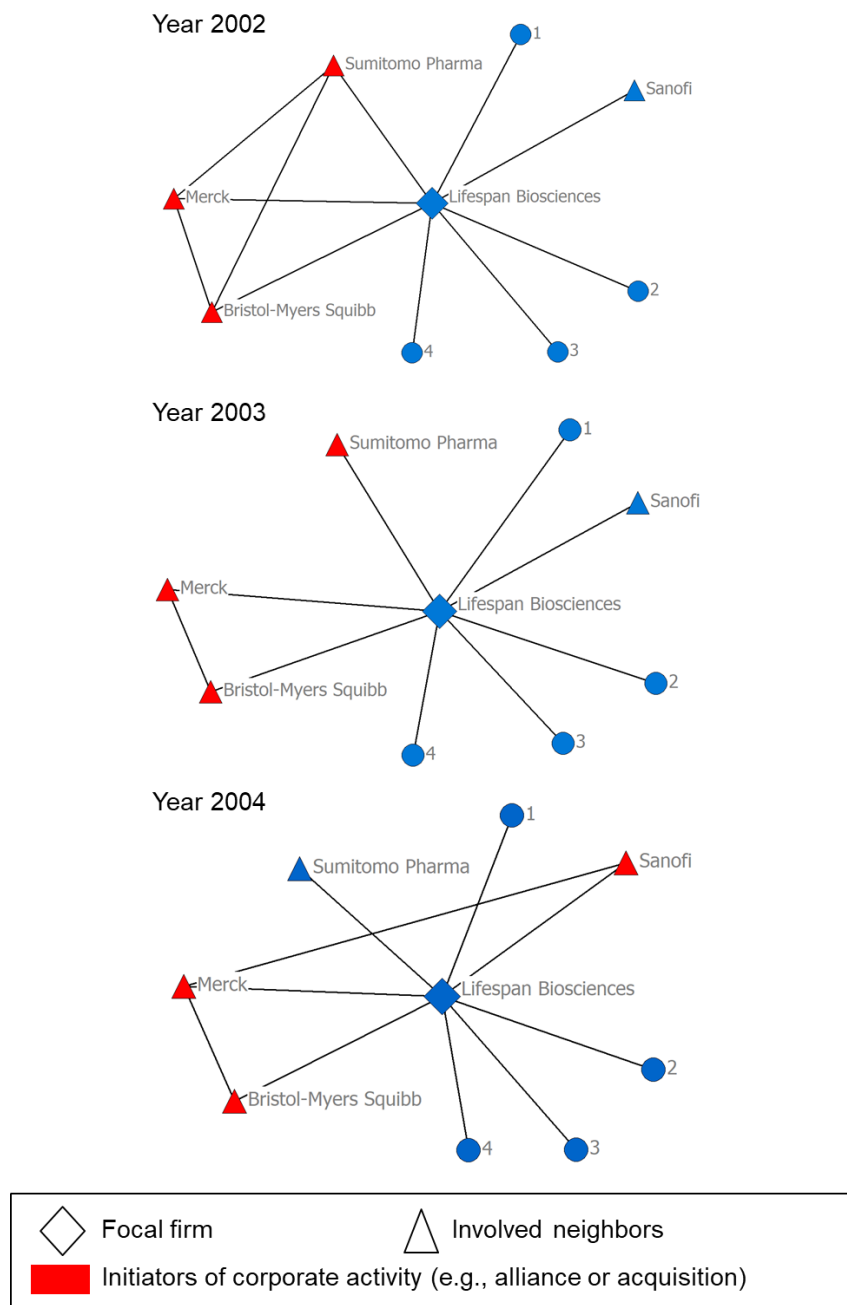 Year 2002
1
Sumitomo Pharma
Sanofi
Merck
Lifespan Biosciences
2
Bristol-Myers Squibb
4
3
Year 2003
1
Sumitomo Pharma
Sanofi
Merck
Lifespan Biosciences
2
Bristol-Myers Squibb
3
4
Year 2004
1
Sumitomo Pharma
Sanofi
Merck
Lifespan Biosciences
2
Bristol-Myers Squibb
4
3
Focal firm
Involved neighbors
Initiators of corporate activity (e.g., alliance or acquisition)